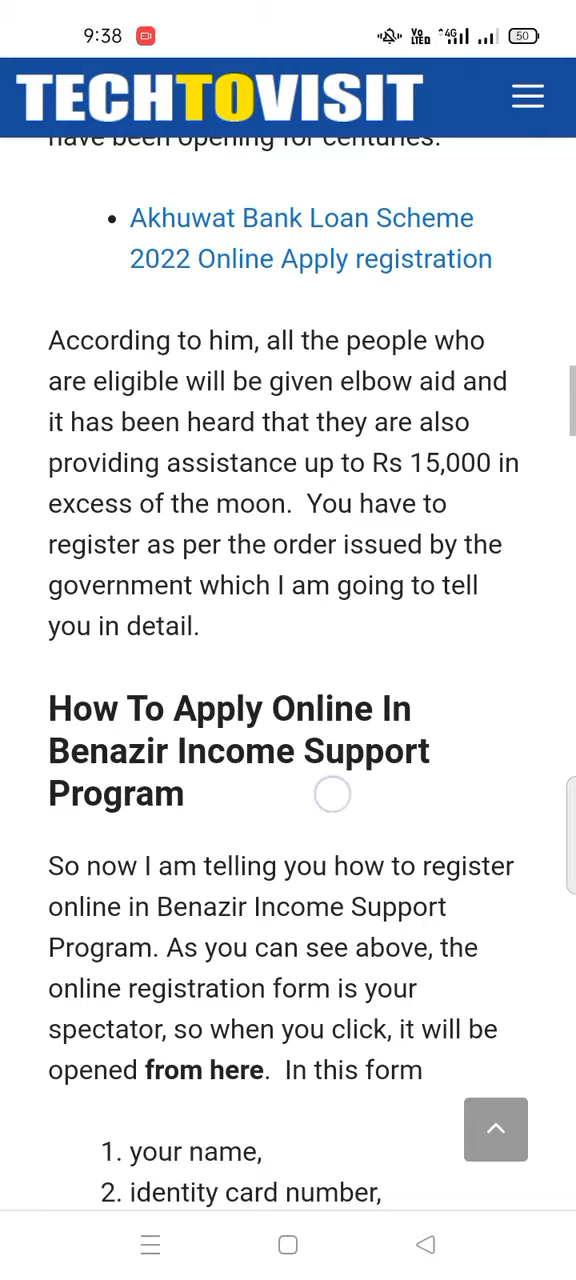 9:38
Vo LTED 4G 50
TECHTOVISIT
have been opening for centuries.
• Akhuwat Bank Loan Scheme
2022 Online Apply registration
According to him, all the people who
are eligible will be given elbow aid and
it has been heard that they are also
providing assistance up to Rs 15,000 in
excess of the moon.  You have to
register as per the order issued by the
government which I am going to tell
you in detail.
How To Apply Online In
Benazir Income Support
Program
So now I am telling you how to register
online in Benazir Income Support
Program. As you can see above, the
online registration form is your
spectator, so when you click, it will be
opened from here.  In this form
1. your name,
2. identity card number,